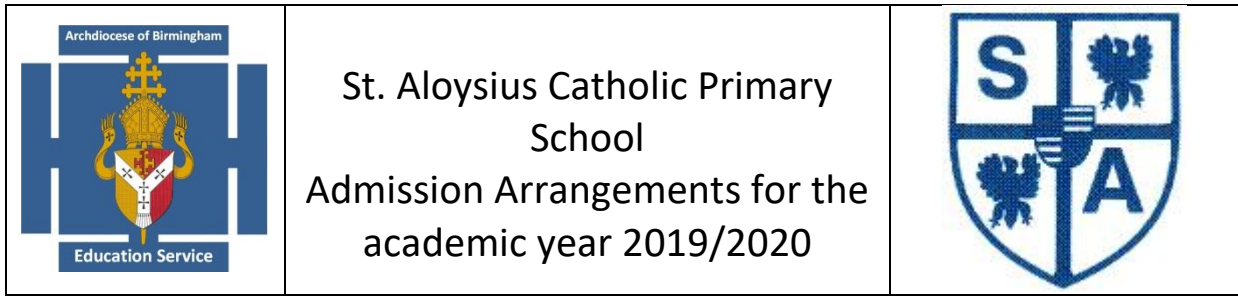 Archdiocese of Birmingham
Education Service
St. Aloysius Catholic Primary
School
Admission Arrangements for the
academic year 2019/2020
S
A